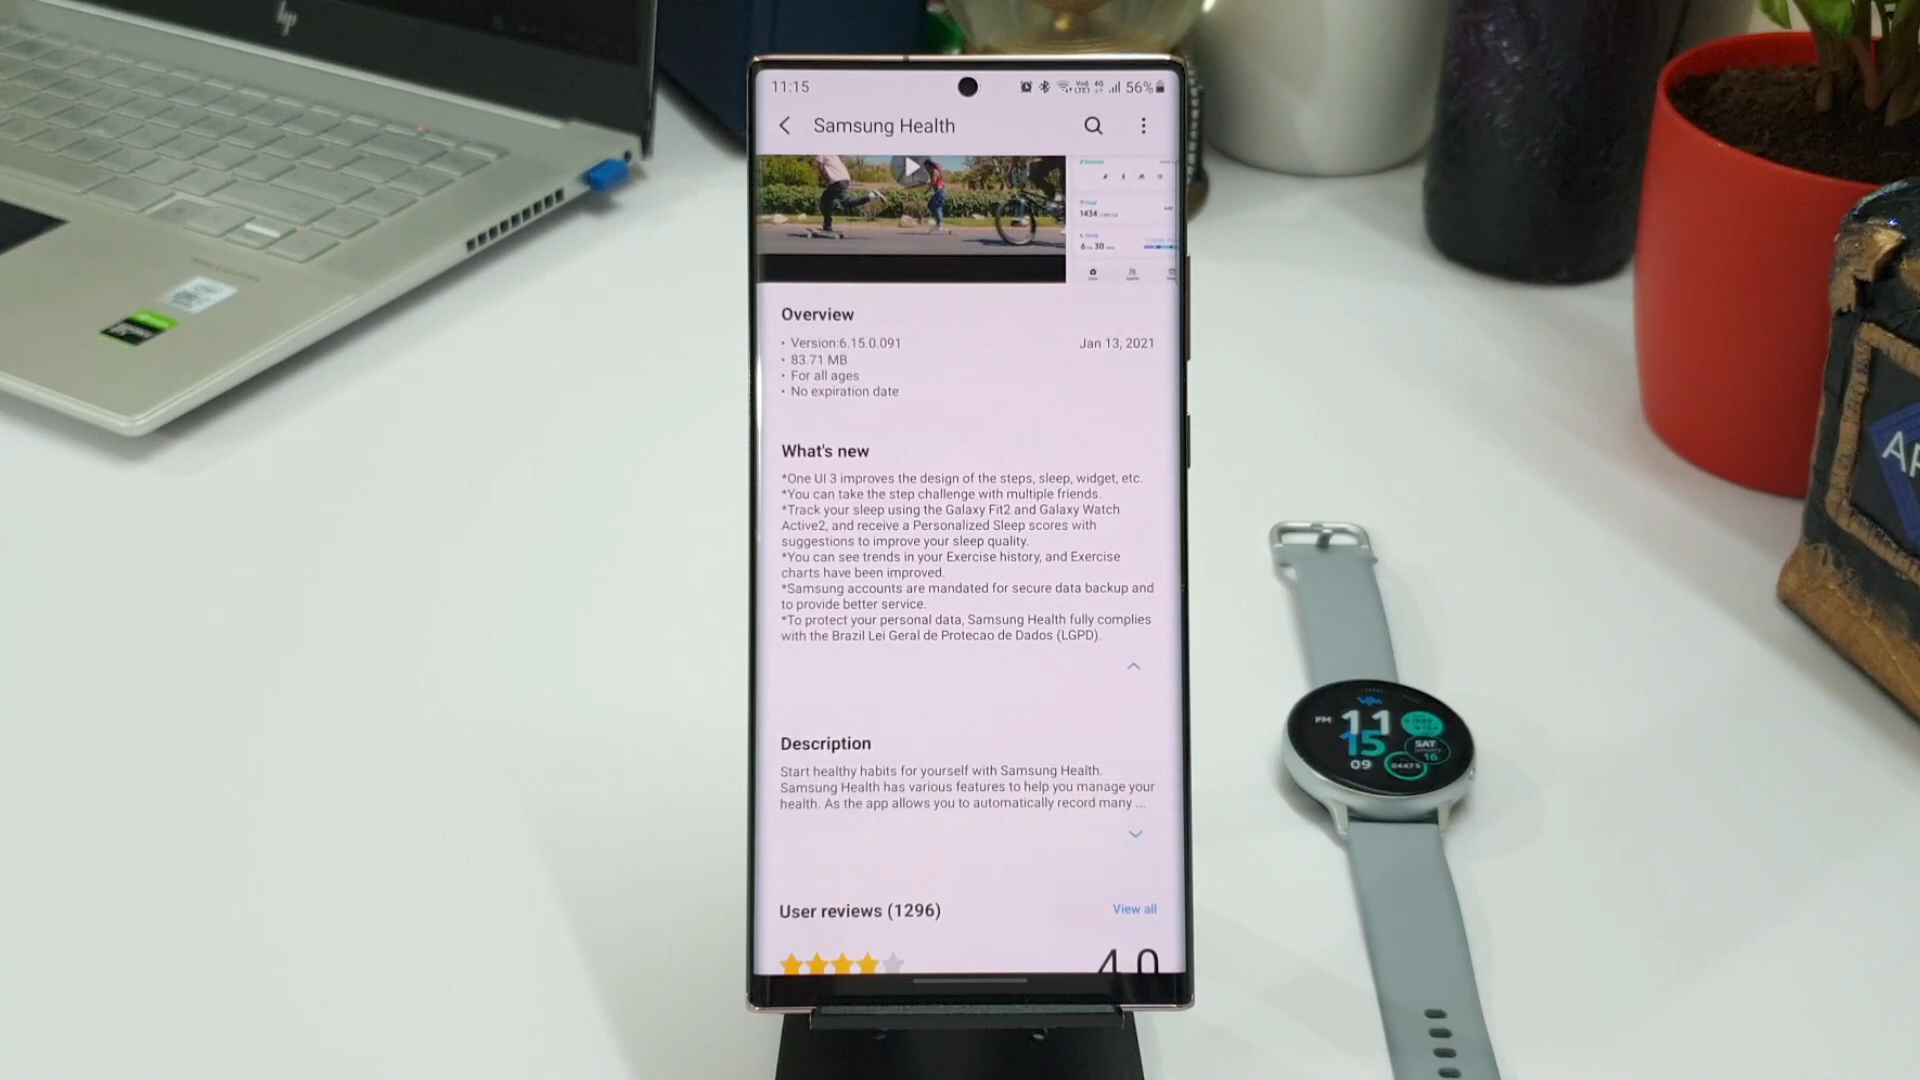 hp
11:15
56%
Samsung Health
1434
6 30
Overview
• Version:6.15.0.091
Jan 13, 2021
• 83.71 MB
• For all ages
• No expiration date
What's new
*One UI 3 improves the design of the steps, sleep, widget, etc.
*You can take the step challenge with multiple friends.
*Track your sleep using the Galaxy Fit2 and Galaxy Watch
Active2, and receive a Personalized Sleep scores with
suggestions to improve your sleep quality.
*You can see trends in your Exercise history, and Exercise
charts have been improved.
*Samsung accounts are mandated for secure data backup and
to provide better service.
*To protect your personal data, Samsung Health fully complies
with the Brazil Lei Geral de Protecao de Dados (LGPD).
Description
Start healthy habits for yourself with Samsung Health.
Samsung Health has various features to help you manage your
health. As the app allows you to automatically record many ...
User reviews (1296)
View all
4.0
PM
11
15
09
SAT
16